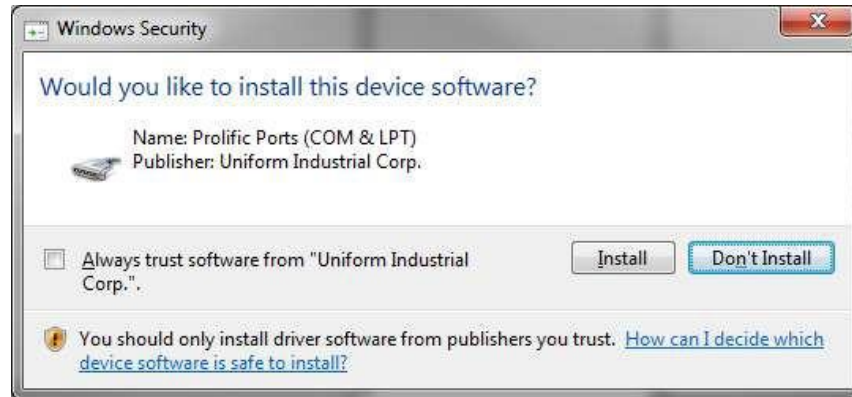 Windows Security
Would you like to install this device software?
Name: Prolific Ports (COM & LPT)
Publisher: Uniform Industrial Corp.
Always trust software from "Uniform Industrial
Corp.".
Install
Don't Install
You should only install driver software from publishers you trust. How can I decide which
device software is safe to install?